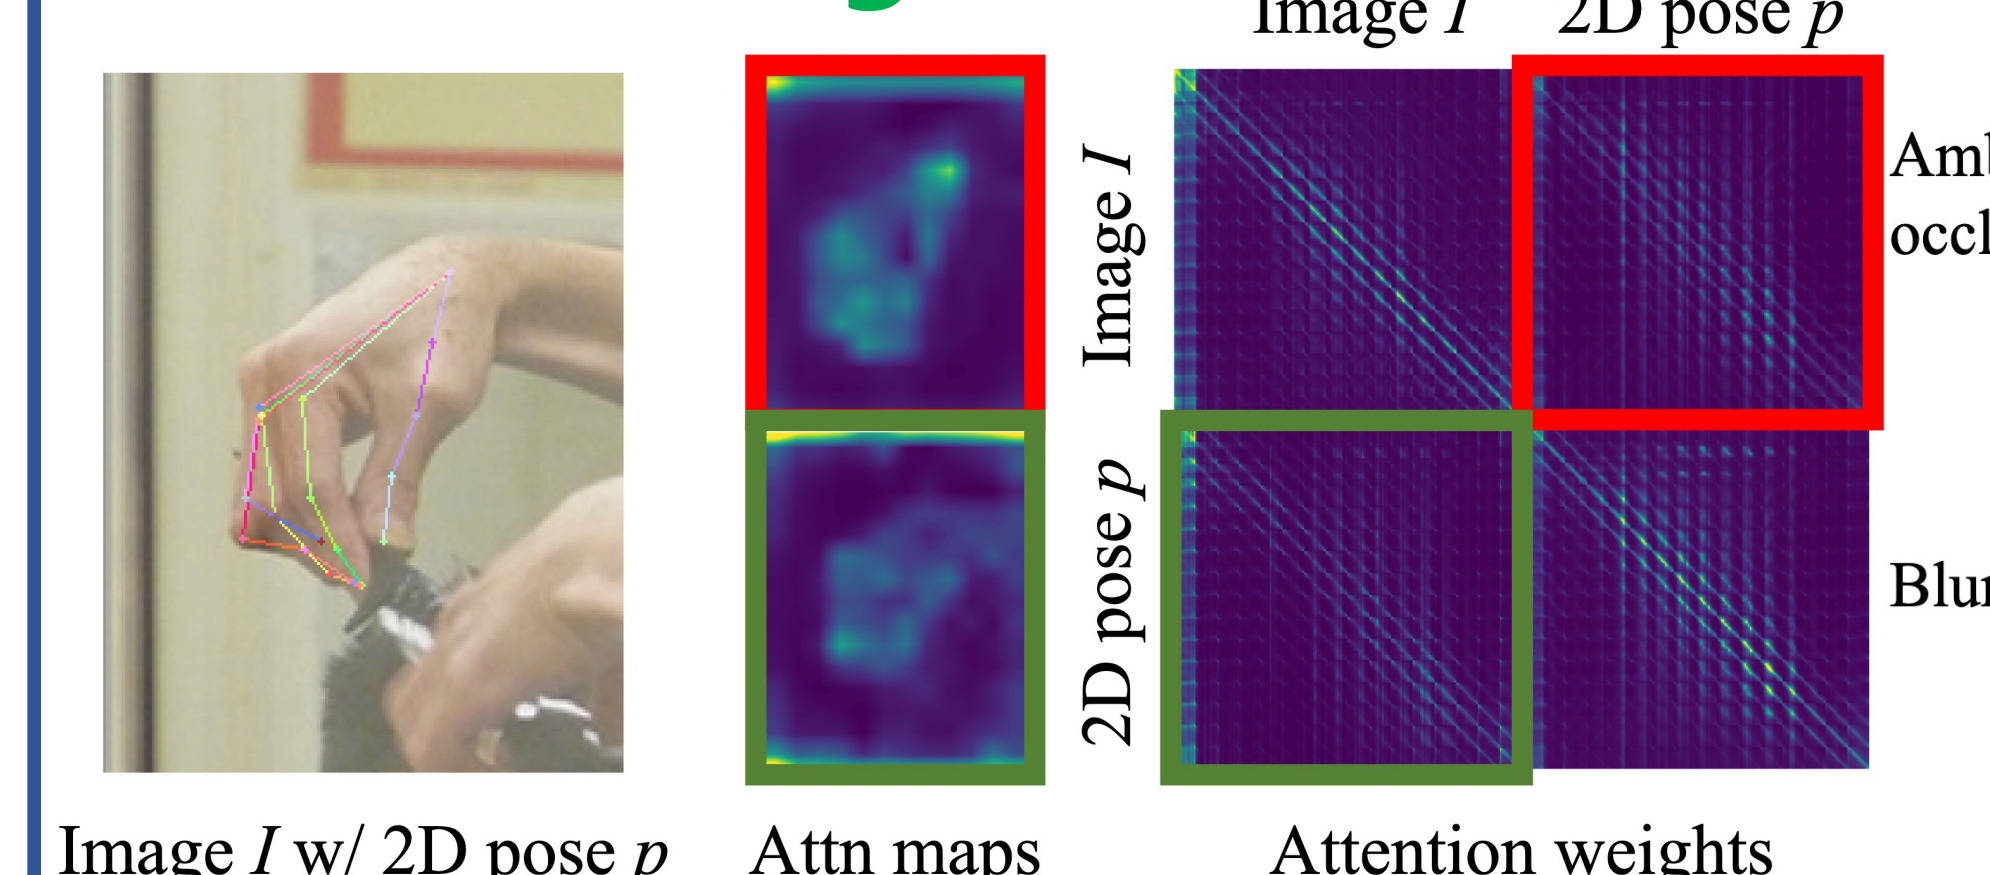 Image I 2D pose p
Image I
2D pose p
Image I w/ 2D pose p
Attn maps
Attention weights